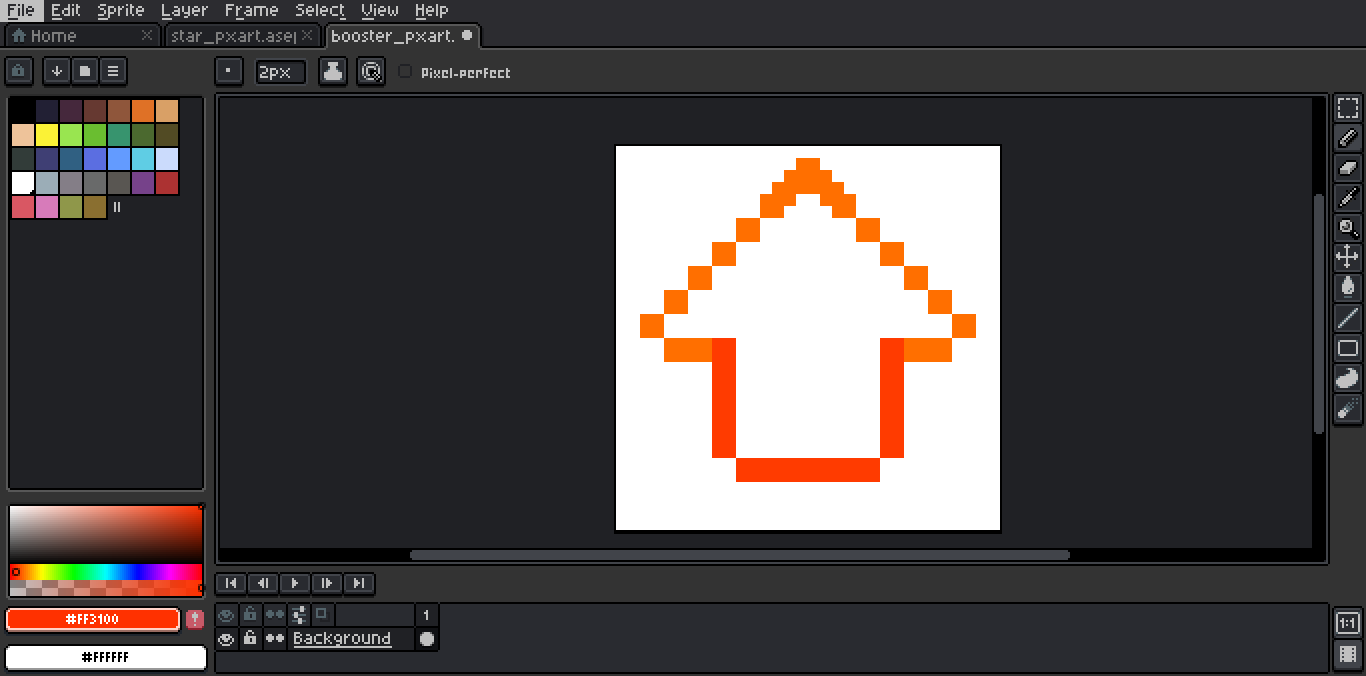 File Edit Sprite Layer Frame Select View Help
Home star_pxart.ase booster_pxart.
2px Pixel-perfect
1:1
1
Background
#FF3100
#FFFFFF